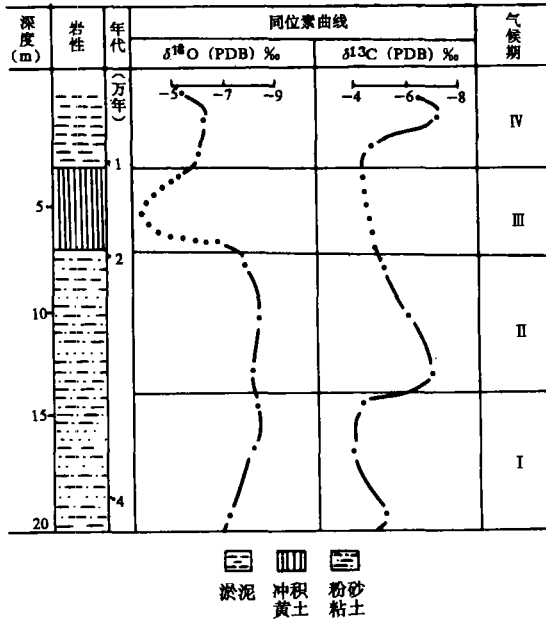 深度(m)
岩性
年代(万年)
同位素曲线
气候期
δ¹⁸O (PDB) ‰
δ¹³C (PDB) ‰
-5 -7 -9
-4 -6 -8
1
5
2
10
15
4
20
IV
III
II
I
淤泥
冲积黄土
粉砂粘土